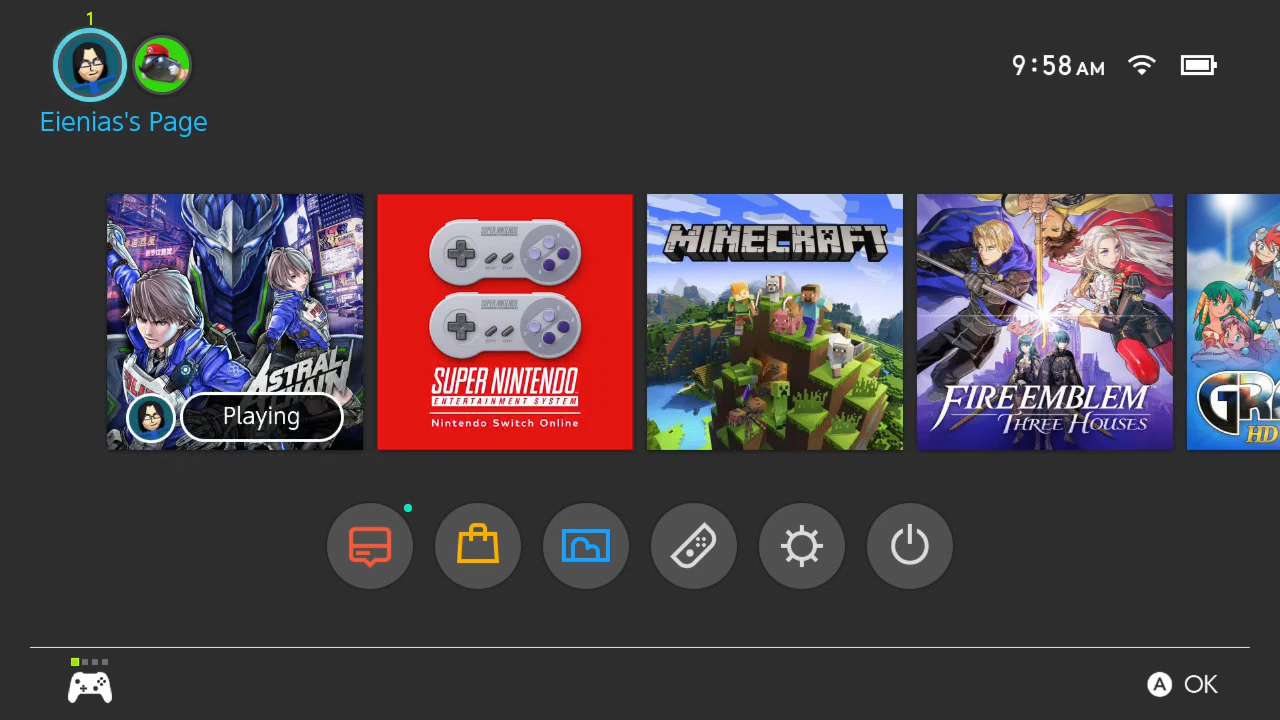 1
9:58 AM
Eienias's Page
ASTRAL CHAIN
Playing
SUPER NINTENDO
SUPER NINTENDO
SUPER NINTENDO
ENTERTAINMENT SYSTEM
Nintendo Switch Online
MINECRAFT
FIRE EMBLEM
THREE HOUSES
HD
A OK